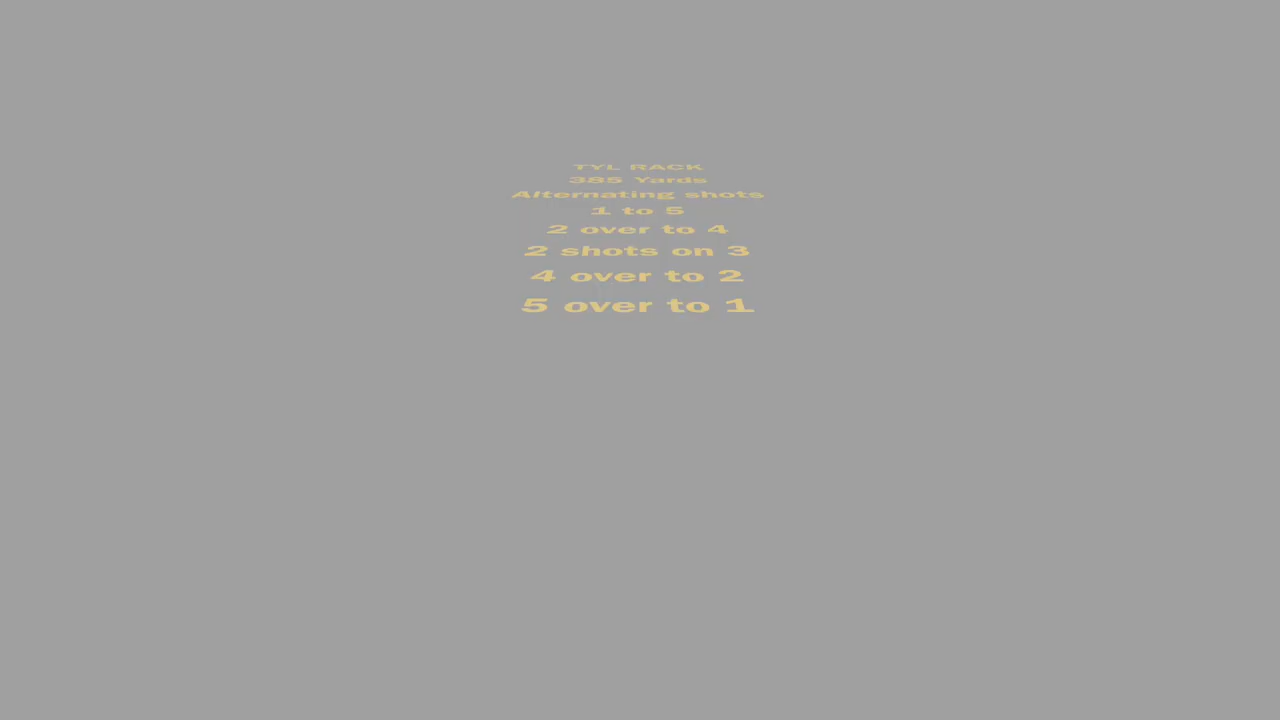 TYL RACK
385 Yards
Alternating shots
1 to 5
2 over to 4
2 shots on 3
4 over to 2
5 over to 1